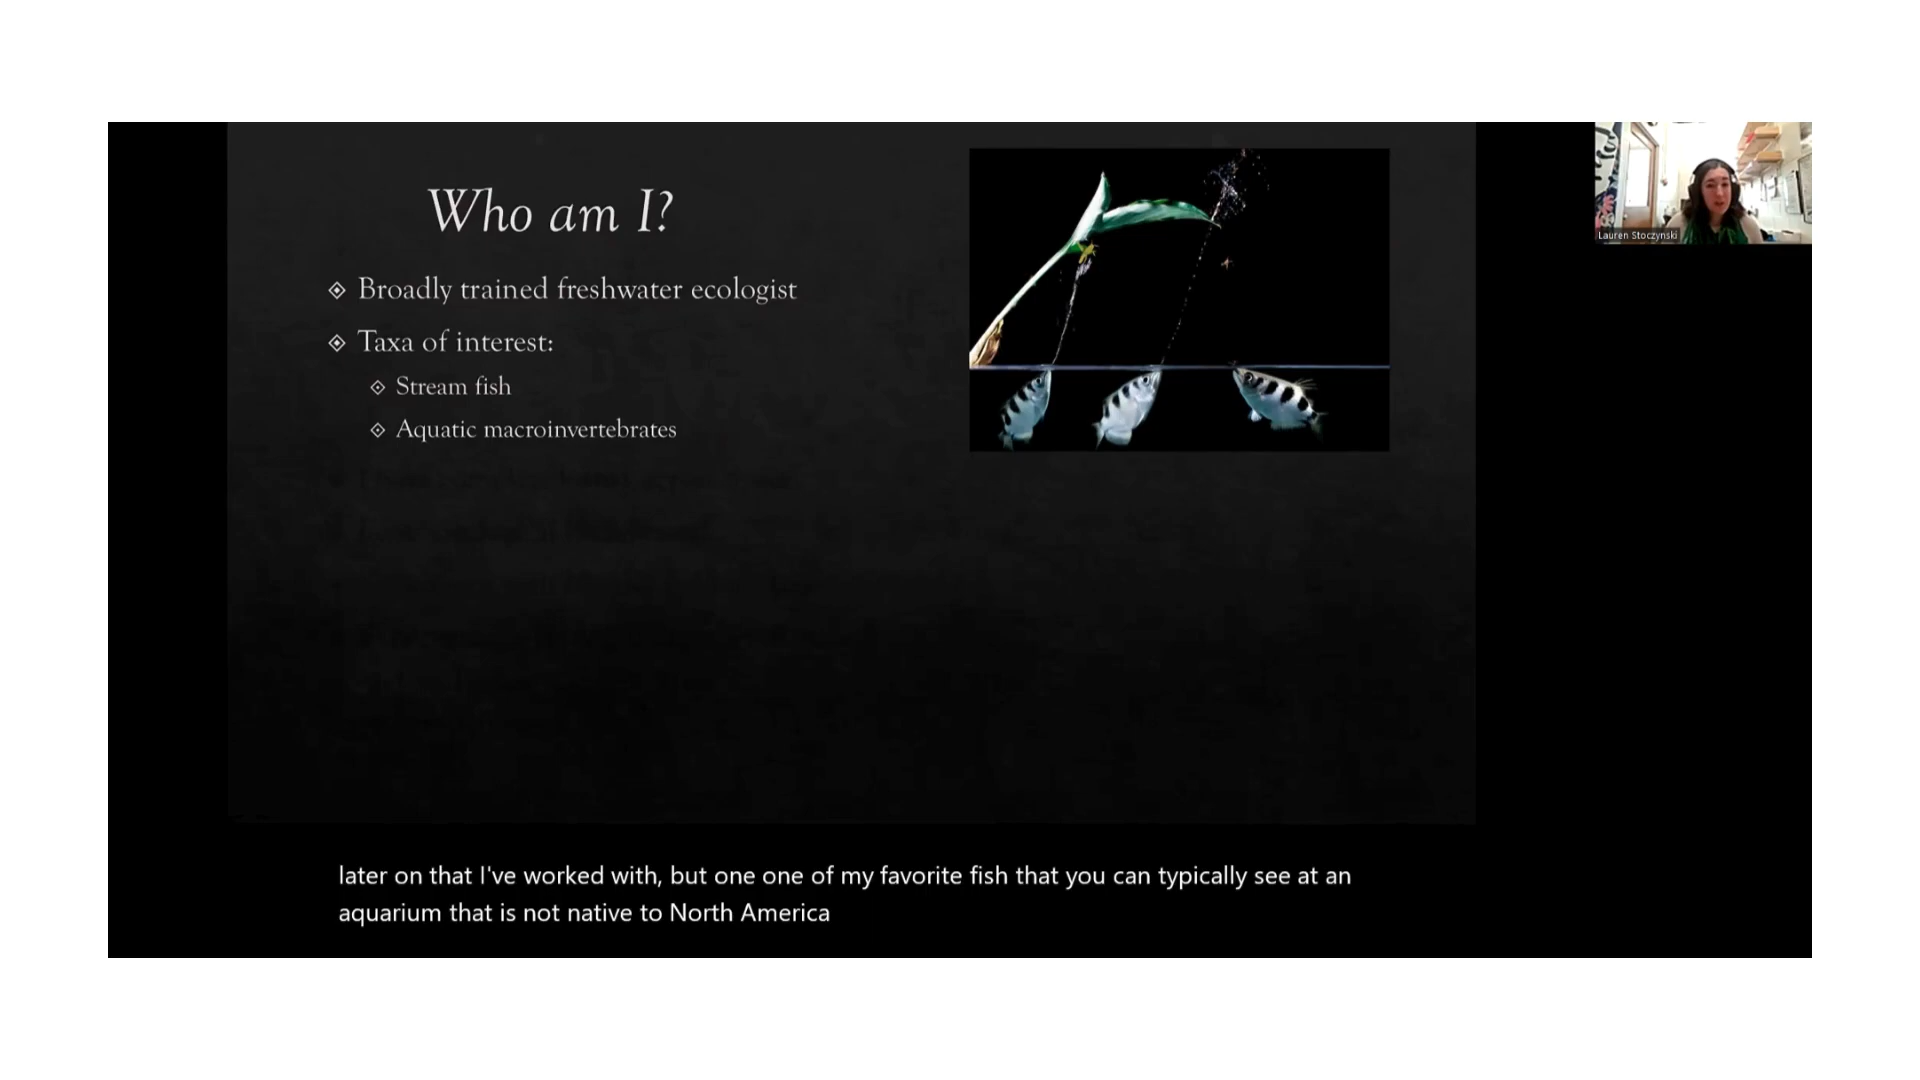 Who am I?
Broadly trained freshwater ecologist
Taxa of interest:
Stream fish
Aquatic macroinvertebrates
Lauren Stoczynski
later on that I've worked with, but one one of my favorite fish that you can typically see at an
aquarium that is not native to North America